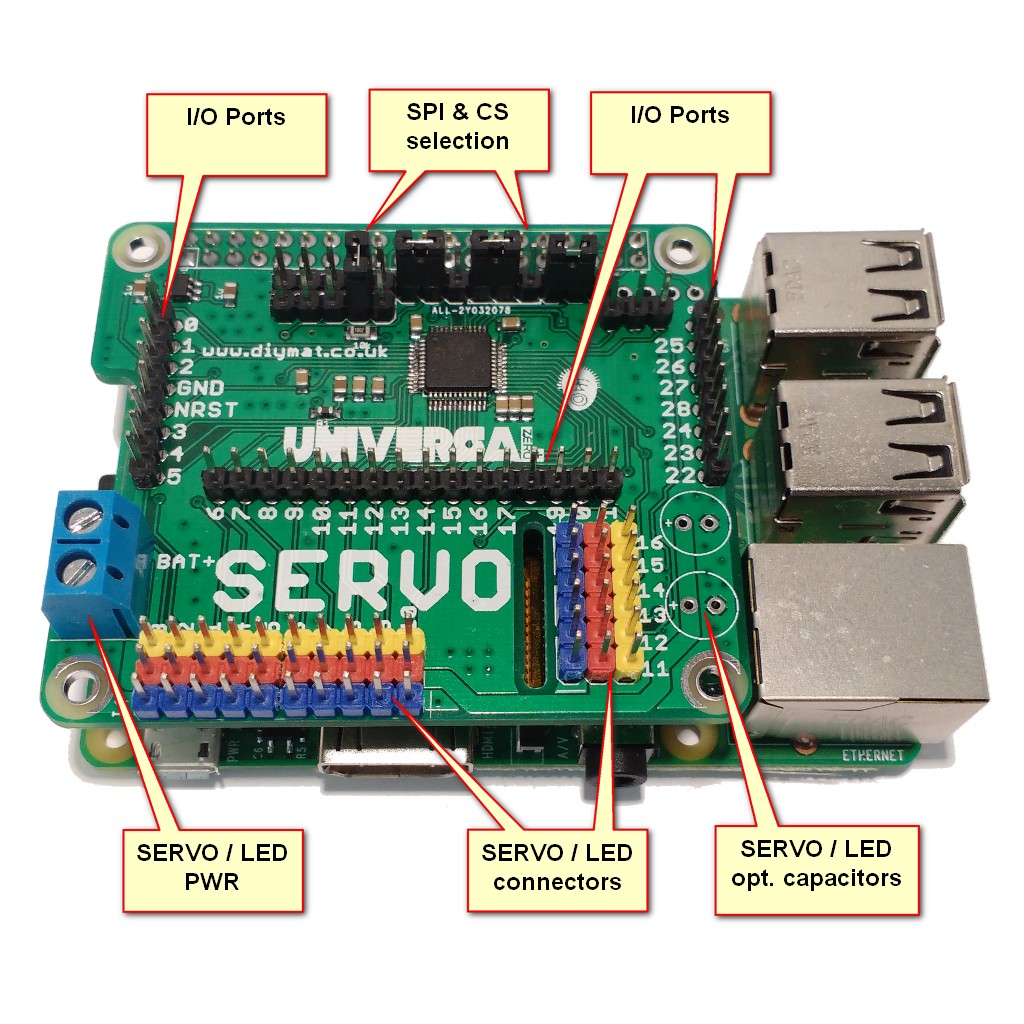 I/O Ports
SPI & CS
selection
I/O Ports
ALL-2Y032078
0
1
www.diymat.co.uk
2
GND
NRST
3
4
5
25
26
27
28
24
23
22
UNIVERSA
ZERO
6
7
8
9
10
11
12
13
14
15
16
17
BAT+
SERVO
16
15
14
13
12
11
+
+
PWR
HDMI
A/V
ETHERNET
SERVO / LED
PWR
SERVO / LED
connectors
SERVO / LED
opt. capacitors